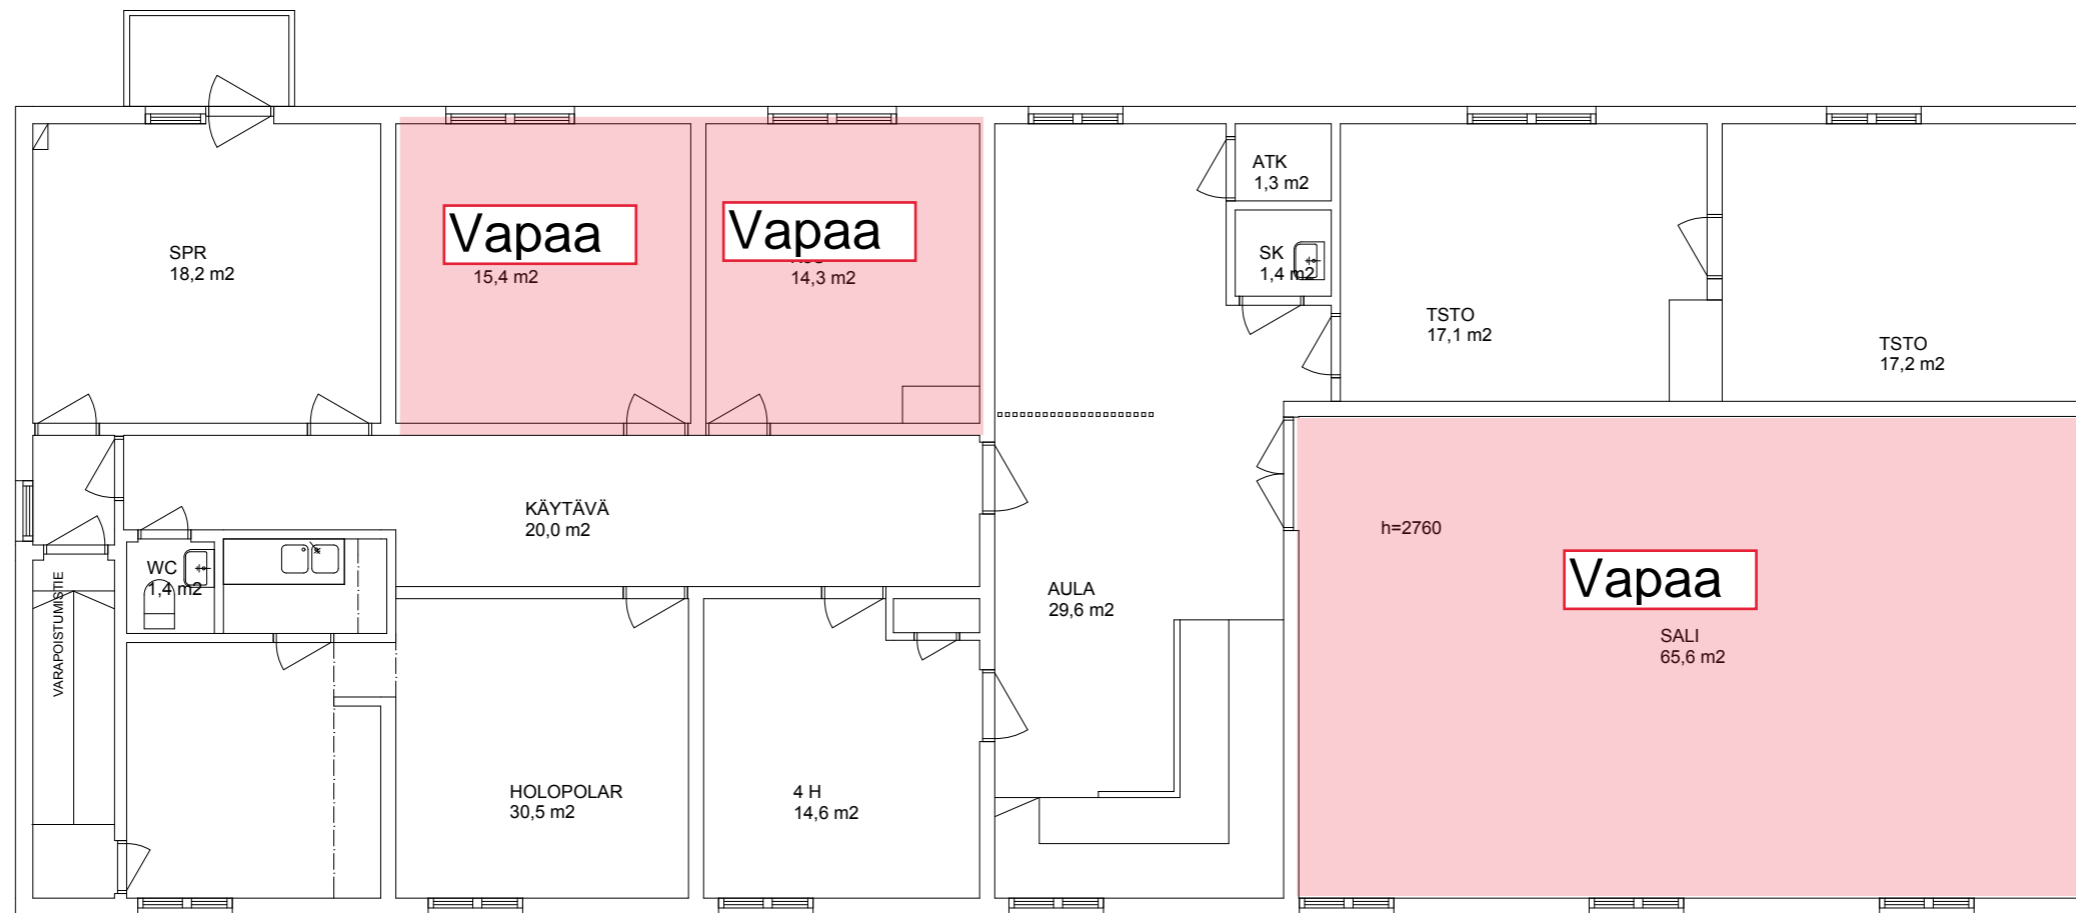 SPR
18,2 m2
Vapaa
15,4 m2
Vapaa
14,3 m2
ATK
1,3 m2
SK
1,4 m2
TSTO
17,1 m2
TSTO
17,2 m2
KÄYTÄVÄ
20,0 m2
WC
1,4 m2
VARAPOISTUMISTIE
HOLOPOLAR
30,5 m2
4 H
14,6 m2
AULA
29,6 m2
h=2760
Vapaa
SALI
65,6 m2